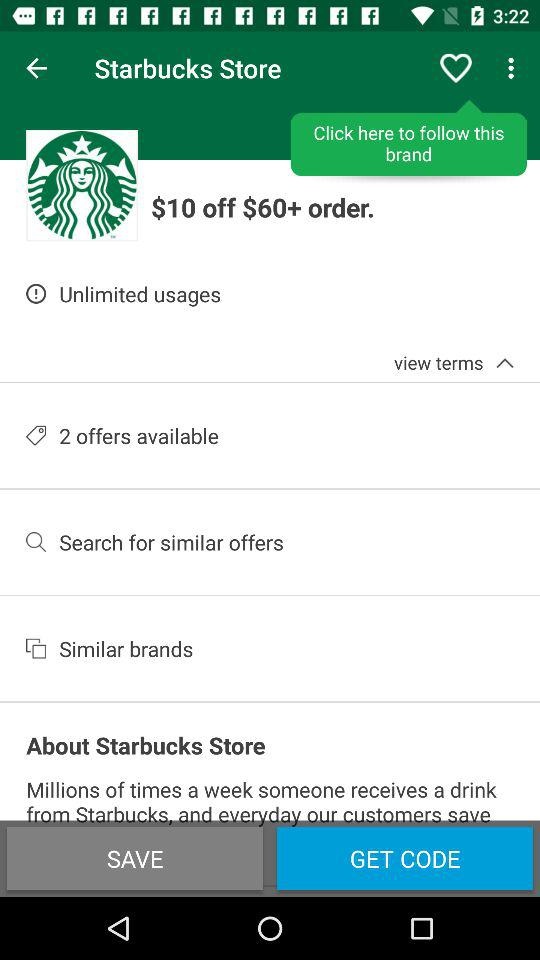 3:22
Starbucks Store
Click here to follow this
brand
$10 off $60+ order.
Unlimited usages
view terms
2 offers available
Search for similar offers
Similar brands
About Starbucks Store
Millions of times a week someone receives a drink
from Starbucks, and everyday our customers save
SAVE
GET CODE